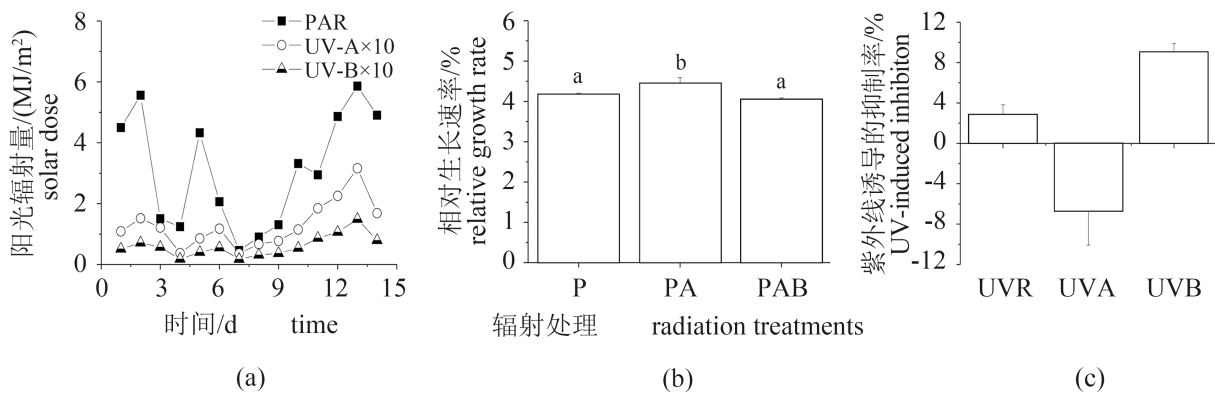 阳光辐射量/(MJ/m²)
solar dose
8
6
4
2
0
PAR
UV-A×10
UV-B×10
0 3 6 9 12 15
时间/d time
(a)
相对生长速率/%
relative growth rate
6
5
4
3
2
1
0
a b a
P PA PAB
辐射处理 radiation treatments
(b)
紫外线诱导的抑制率/%
UV-induced inhibiton
12
8
4
0
-4
-8
-12
UVR UVA UVB
(c)